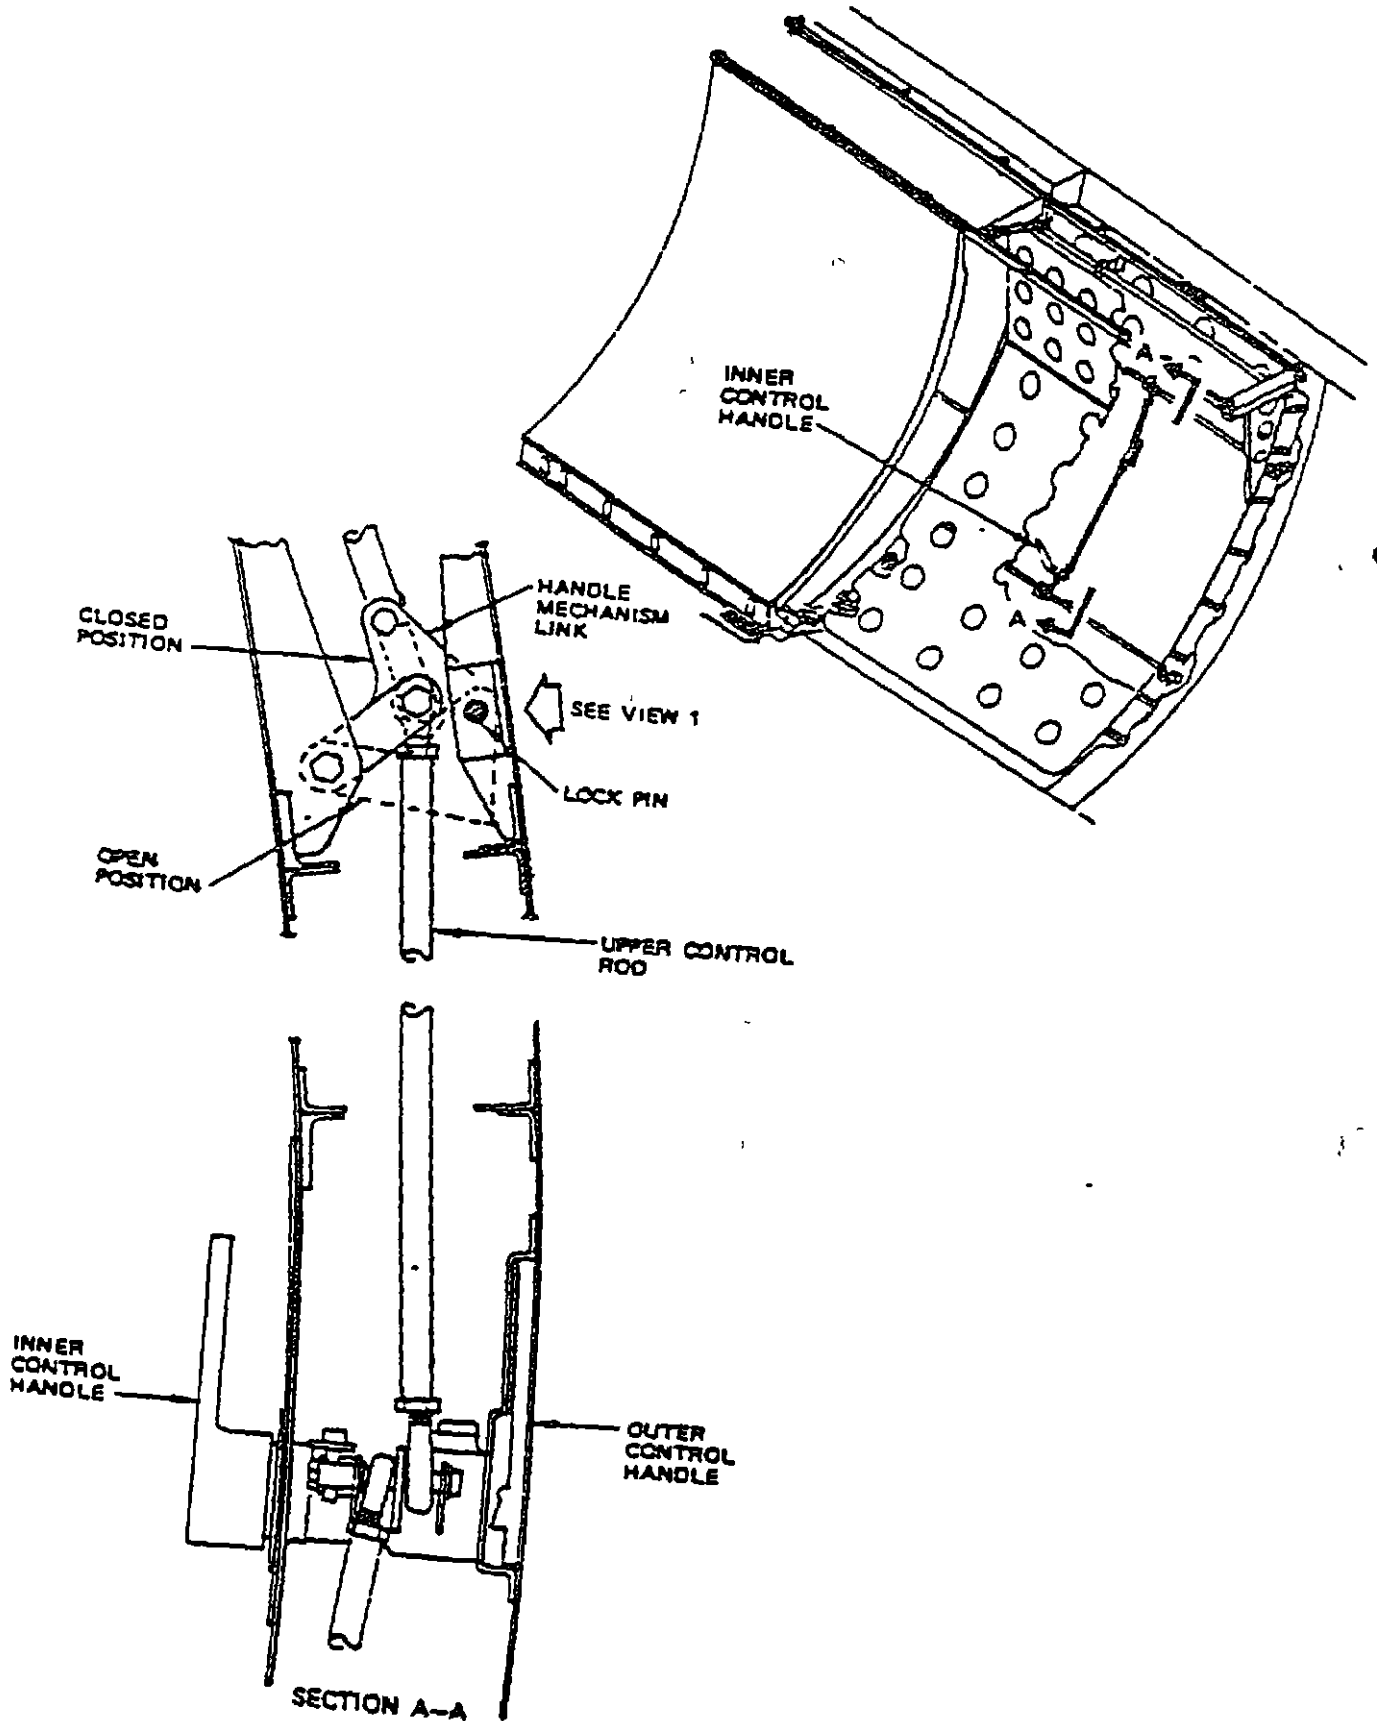 INNER
CONTROL
HANDLE
A
A
HANDLE
MECHANISM
LINK
CLOSED
POSITION
SEE VIEW 1
LOCK PIN
OPEN
POSITION
UPPER CONTROL
ROD
INNER
CONTROL
HANDLE
OUTER
CONTROL
HANDLE
SECTION A-A